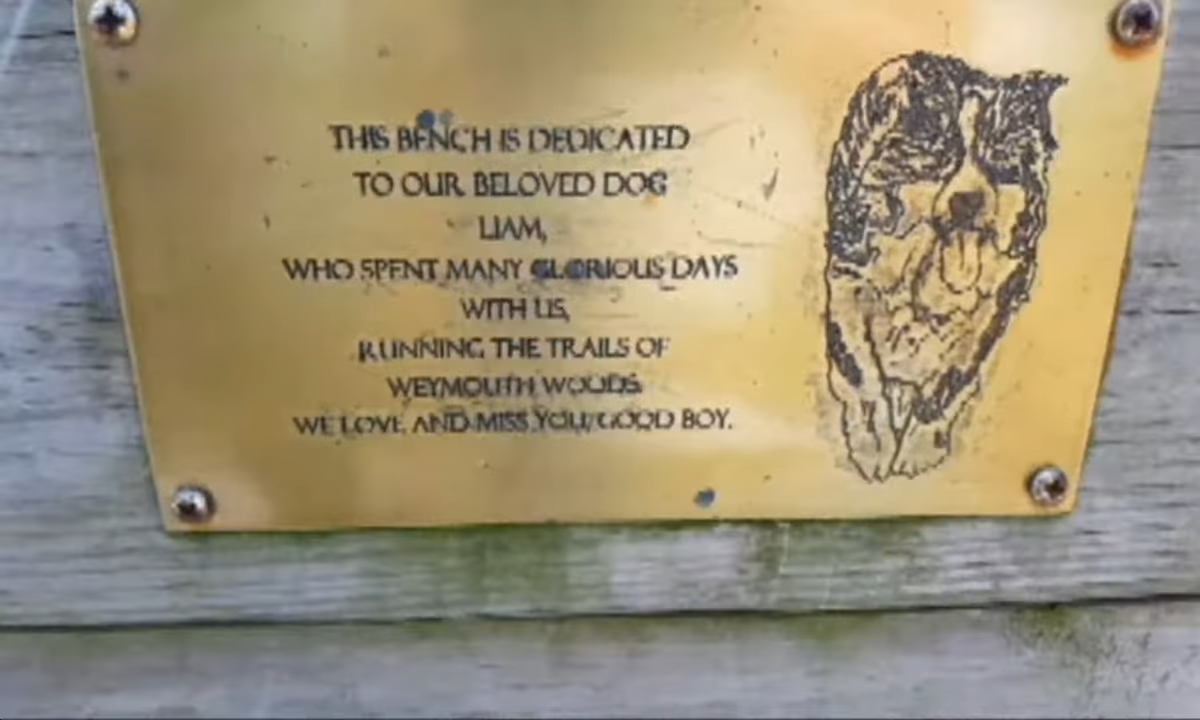 THIS BENCH IS DEDICATED
TO OUR BELOVED DOG
LIAM,
WHO SPENT MANY GLORIOUS DAYS
WITH US,
RUNNING THE TRAILS OF
WEYMOUTH WOODS.
WE LOVE AND MISS YOU, GOOD BOY.